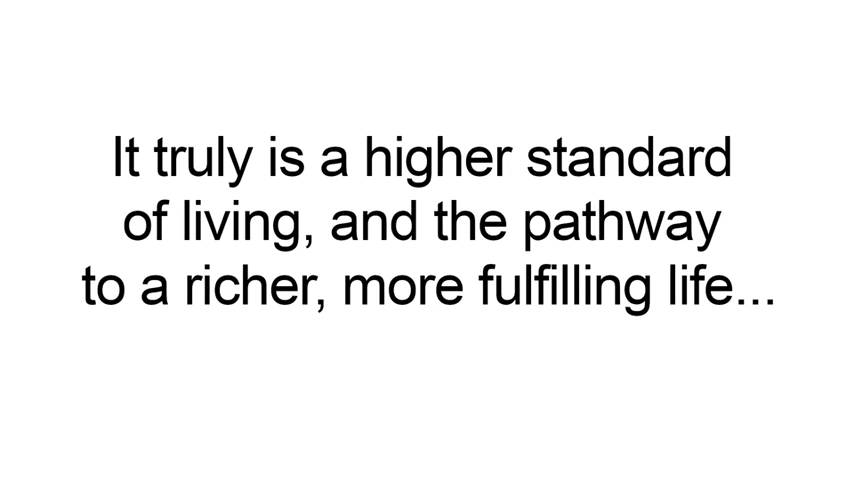 It truly is a higher standard
of living, and the pathway
to a richer, more fulfilling life...